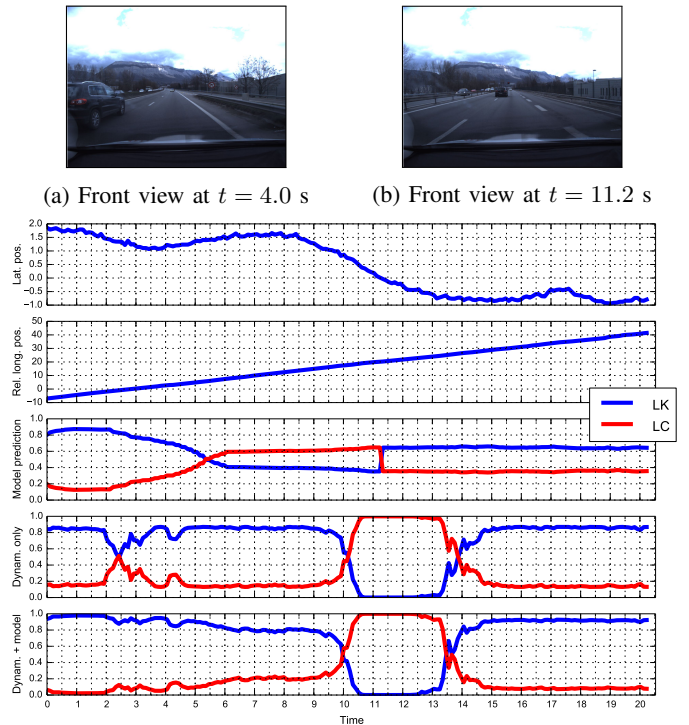 (a) Front view at t = 4.0 s
(b) Front view at t = 11.2 s
Lat. pos.
2.0
1.5
1.0
0.5
0.0
−0.5
−1.0
Rel. long. pos.
50
40
30
20
10
0
−10
LK
LC
Model prediction
1.0
0.8
0.6
0.4
0.2
0.0
Dynam. only
1.0
0.8
0.6
0.4
0.2
0.0
Dynam. + model
1.0
0.8
0.6
0.4
0.2
0.0
0 1 2 3 4 5 6 7 8 9 10 11 12 13 14 15 16 17 18 19 20
Time